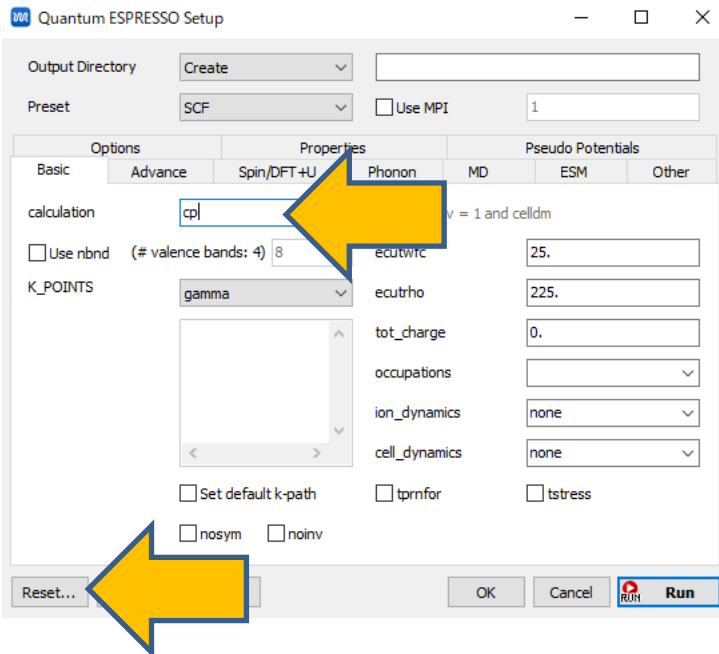 Quantum ESPRESSO Setup
Output Directory Create
Preset SCF Use MPI 1
Options Properties Pseudo Potentials
Basic Advance Spin/DFT+U Phonon MD ESM Other
calculation cp = 1 and celldm
Use nbnd (# valence bands: 4) 8 ecutwfc 25.
K_POINTS gamma ecutrho 225.
tot_charge 0.
occupations
ion_dynamics none
cell_dynamics none
Set default k-path tprnfor tstress
nosym noinv
Reset... OK Cancel RUN Run